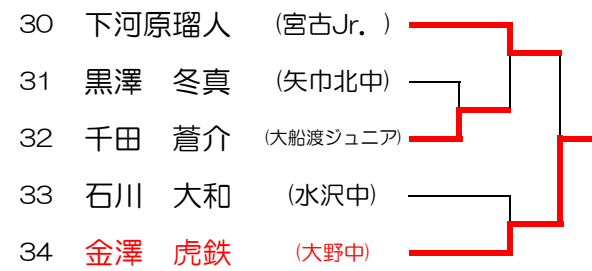 30 下河原瑠人 (宮古Jr. )
31 黒澤 冬真 (矢巾北中)
32 千田 蒼介 (大船渡ジュニア)
33 石川 大和 (水沢中)
34 金澤 虎鉄 (大野中)